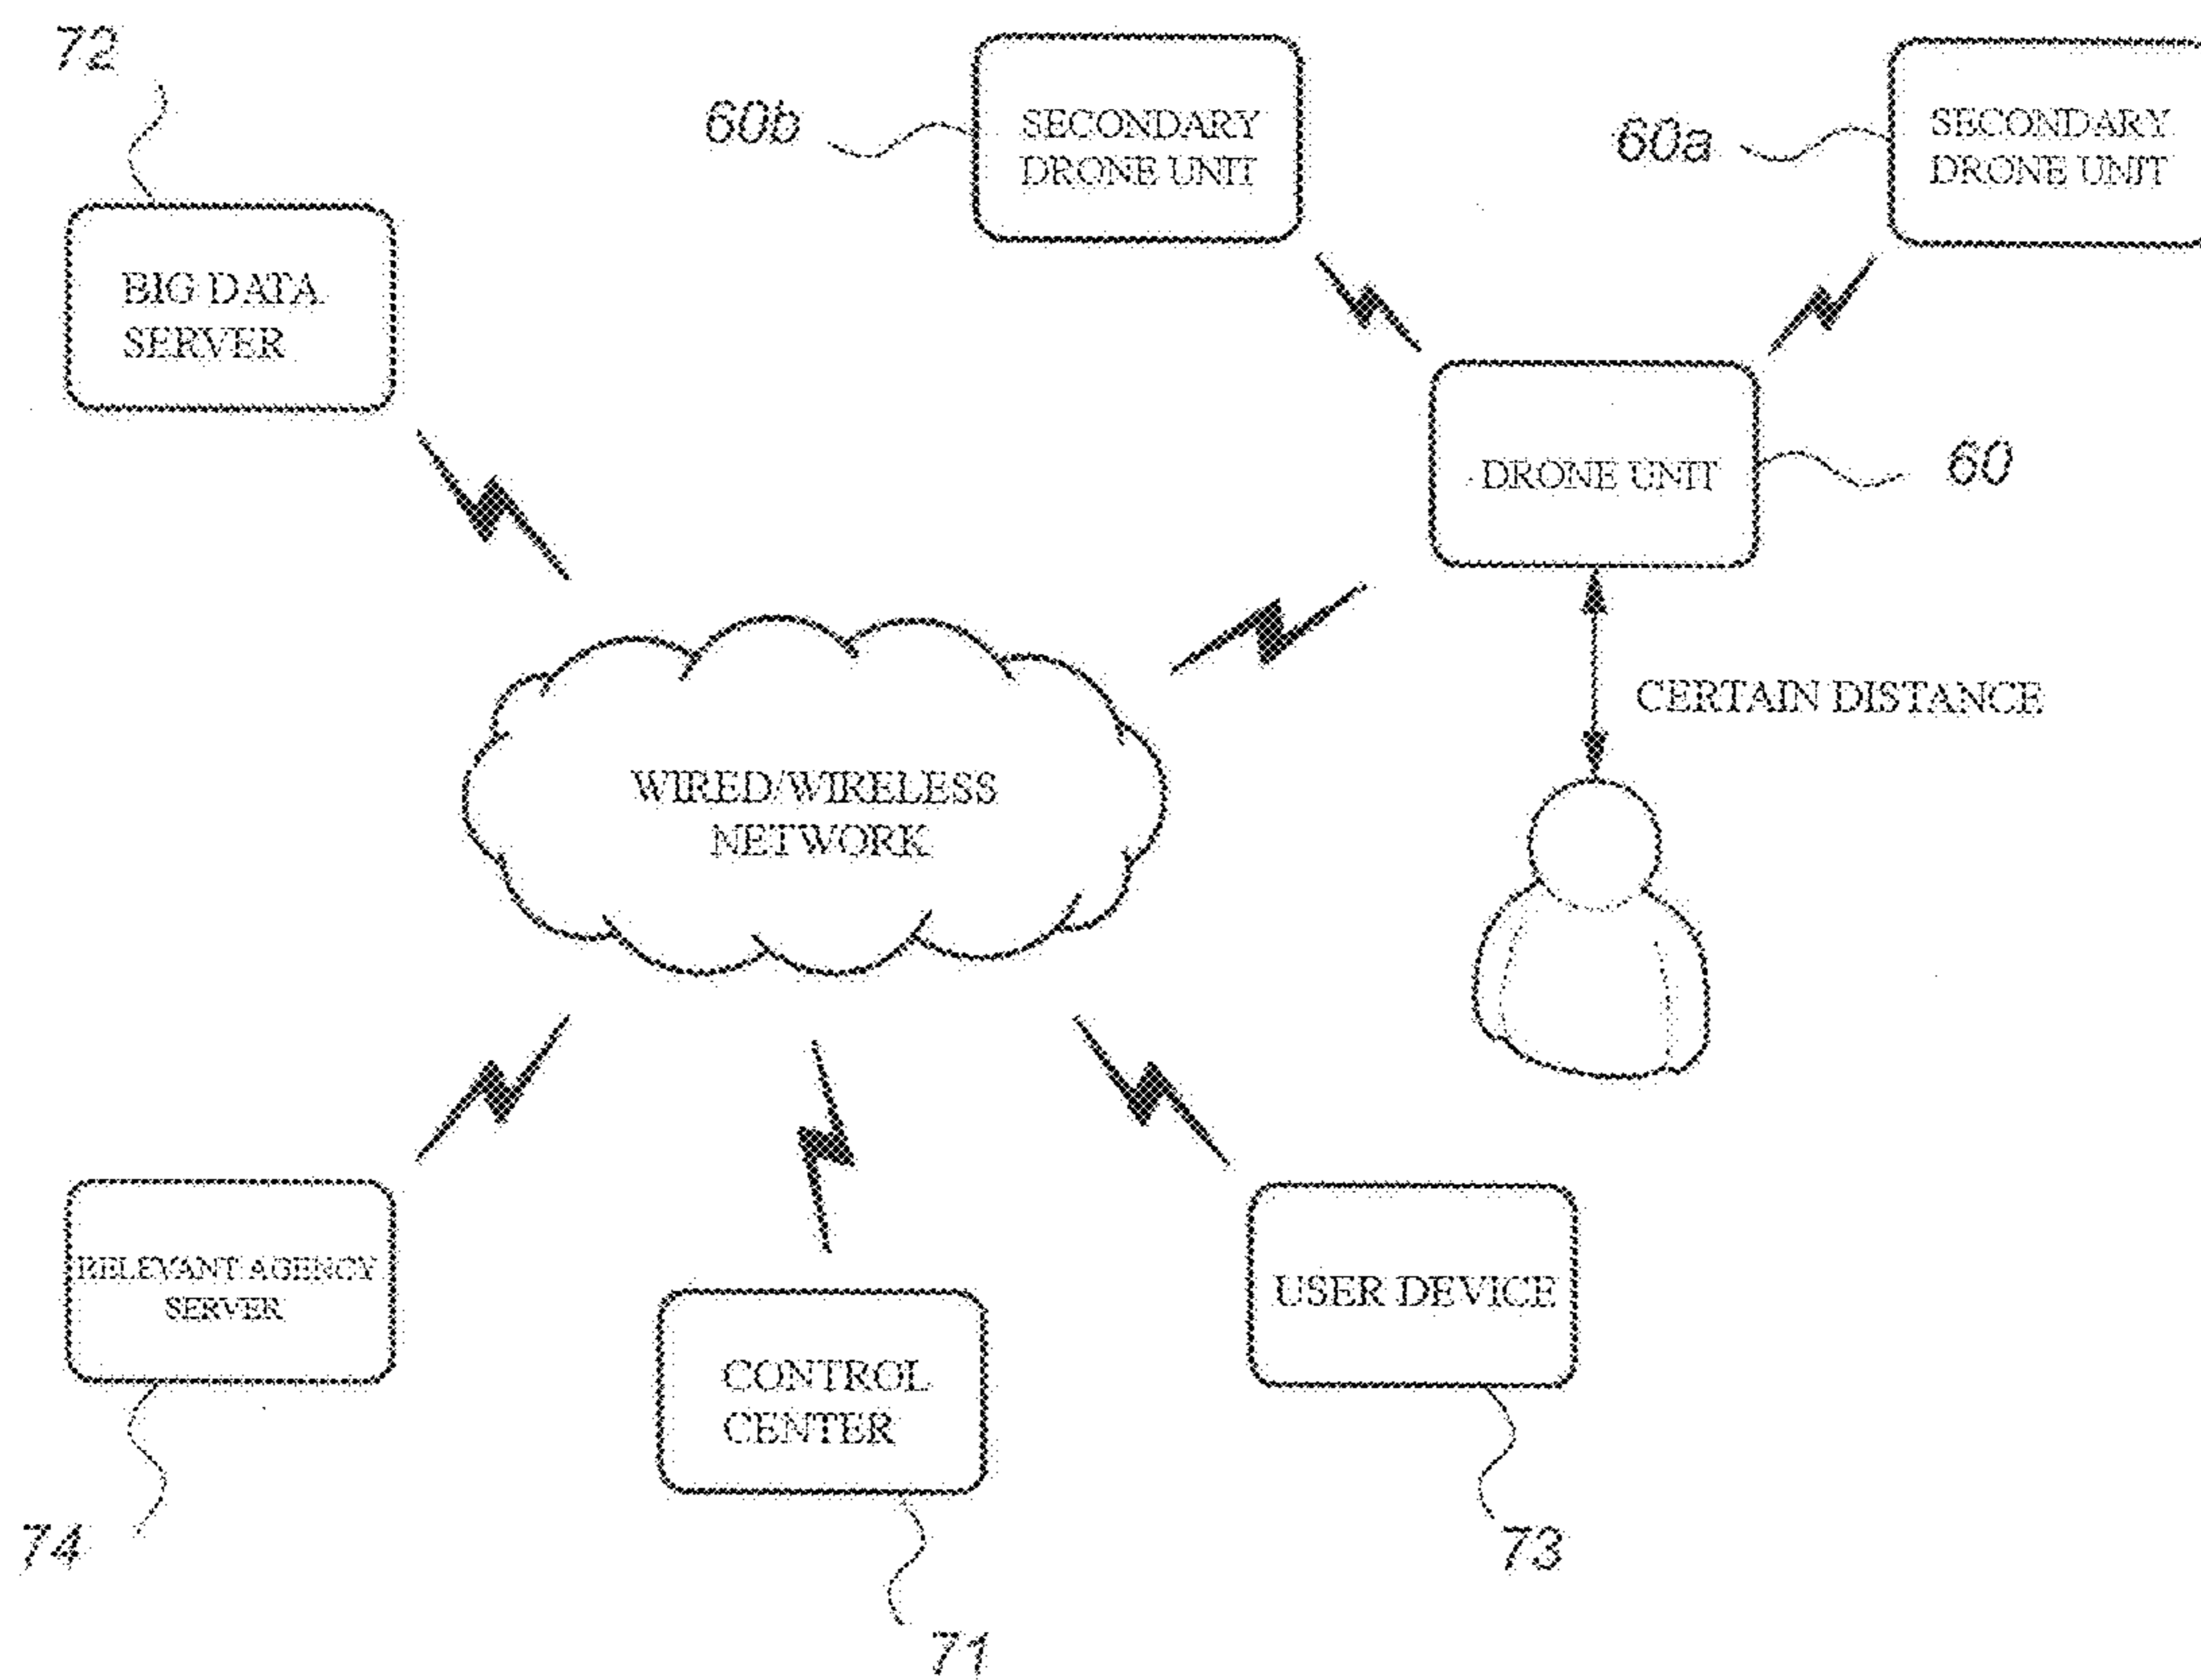 72
60b
SECONDARY
DRONE UNIT
60a
SECONDARY
DRONE UNIT
BIG DATA
SERVER
DRONE UNIT
60
CERTAIN DISTANCE
WIRED/WIRELESS
NETWORK
RELEVANT AGENCY
SERVER
74
CONTROL
CENTER
71
USER DEVICE
73